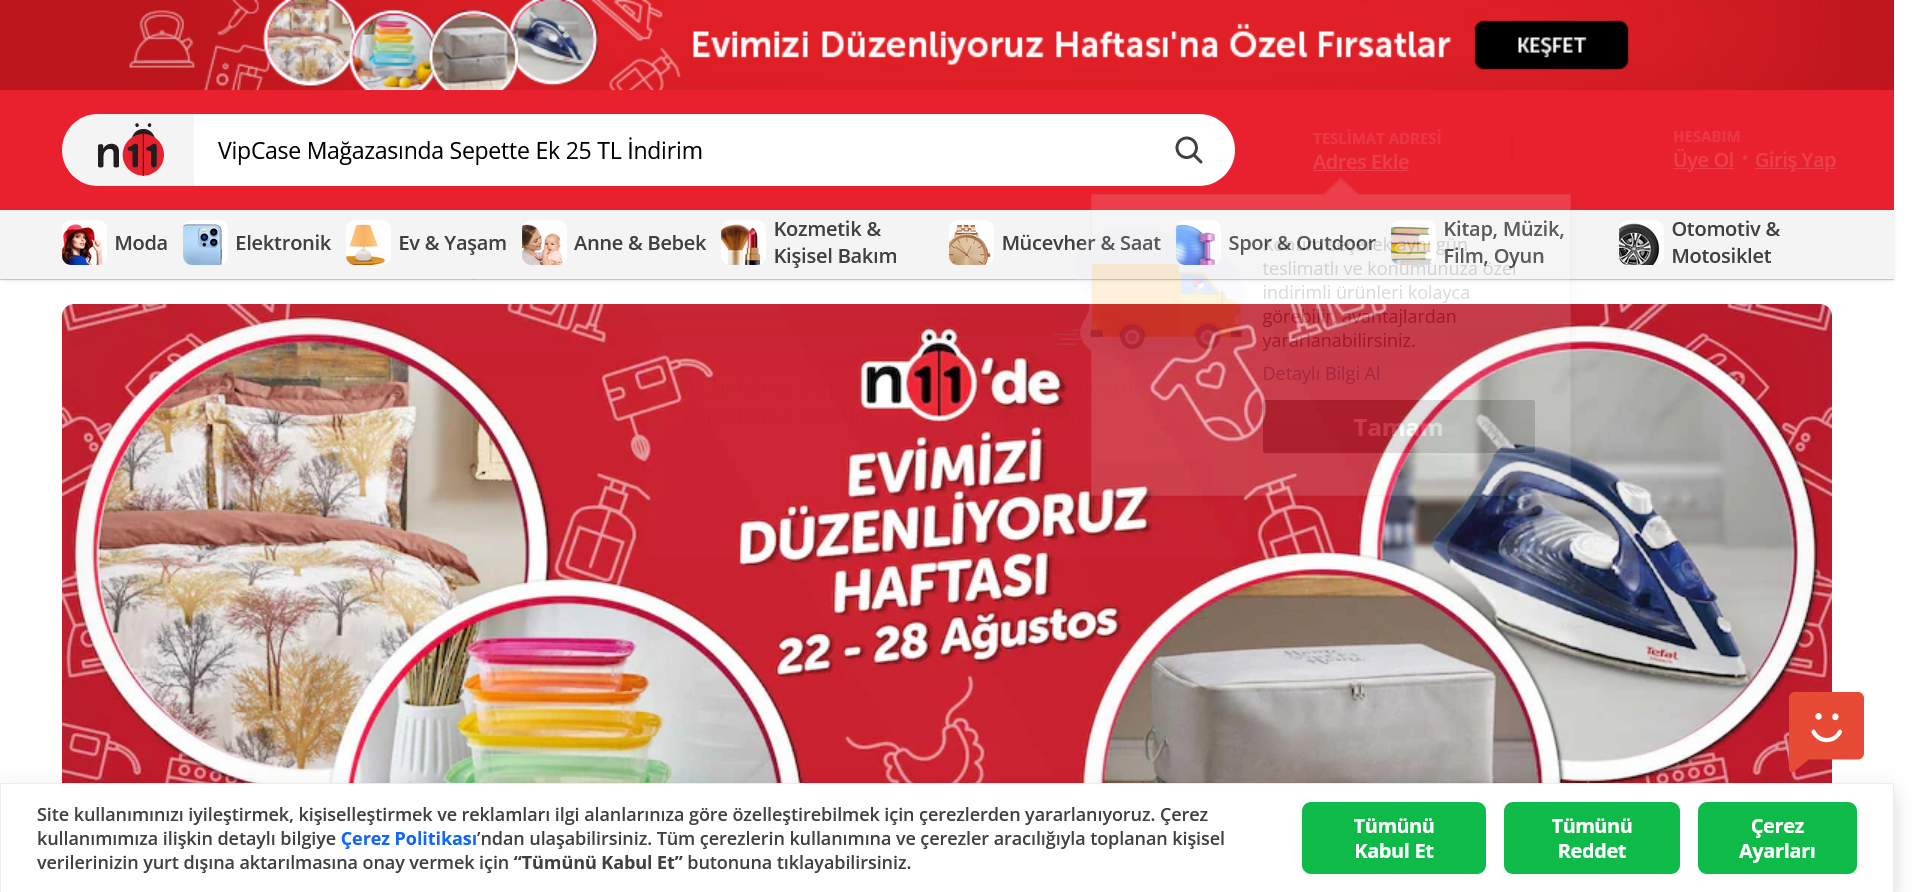 Evimizi Düzenliyoruz Haftası'na Özel Fırsatlar
KEŞFET
n11
VipCase Mağazasında Sepette Ek 25 TL İndirim
TESLİMAT ADRESİ
Adres Ekle
HESABIM
Üye Ol • Giriş Yap
Moda
Elektronik
Ev & Yaşam
Anne & Bebek
Kozmetik &
Kişisel Bakım
Mücevher & Saat
Spor & Outdoor
Kitap, Müzik,
Film, Oyun
Otomotiv &
Motosiklet
aynı gün
teslimatlı ve konumunuza özel
indirimli ürünleri kolayca
görebilir, avantajlardan
yararlanabilirsiniz.
Detaylı Bilgi Al
Tamam
n11'de
EVİMİZİ
DÜZENLİYORUZ
HAFTASI
22 - 28 Ağustos
Tefal
Site kullanımınızı iyileştirmek, kişiselleştirmek ve reklamları ilgi alanlarınıza göre özelleştirebilmek için çerezlerden yararlanıyoruz. Çerez
kullanımımıza ilişkin detaylı bilgiye Çerez Politikası’ndan ulaşabilirsiniz. Tüm çerezlerin kullanımına ve çerezler aracılığıyla toplanan kişisel
verilerinizin yurt dışına aktarılmasına onay vermek için “Tümünü Kabul Et” butonuna tıklayabilirsiniz.
Tümünü
Kabul Et
Tümünü
Reddet
Çerez
Ayarları